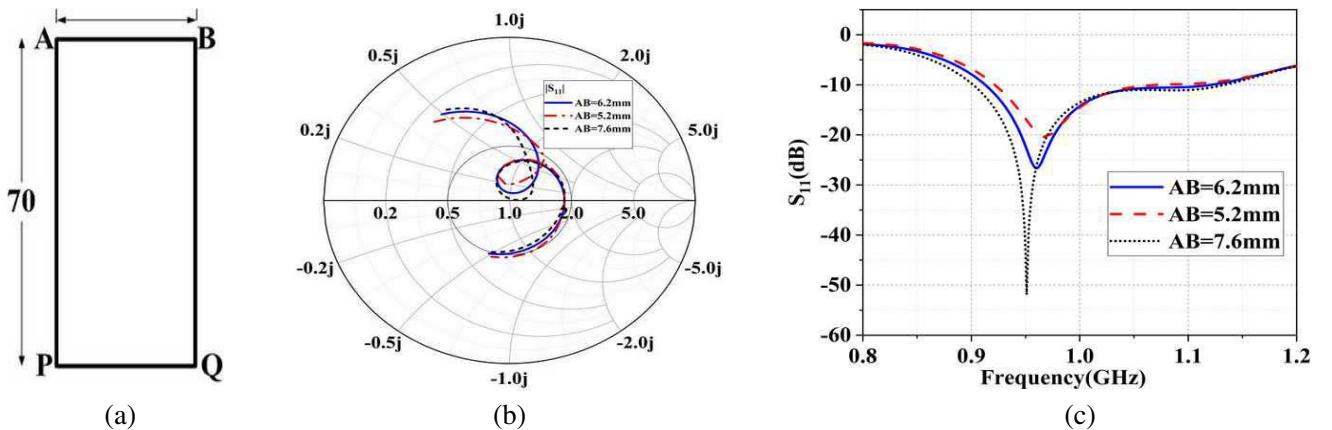 A
B
70
P
Q
(a)
1.0j
0.5j
2.0j
|S₁₁|
AB=6.2mm
AB=5.2mm
AB=7.6mm
0.2j
5.0j
0.2
0.5
1.0
2.0
5.0
-0.2j
-5.0j
-0.5j
-2.0j
-1.0j
(b)
S₁₁(dB)
0
-10
-20
-30
-40
-50
-60
AB=6.2mm
AB=5.2mm
AB=7.6mm
0.8
0.9
1.0
1.1
1.2
Frequency(GHz)
(c)